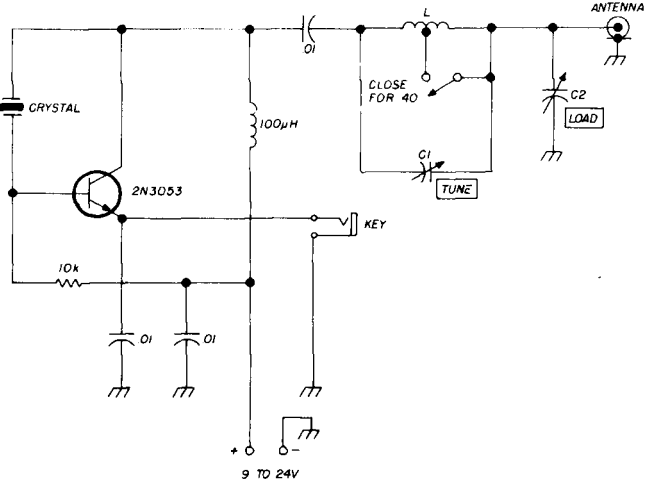 ANTENNA
L
.01
CLOSE
FOR 40
C2
LOAD
CRYSTAL
100µH
C1
TUNE
2N3053
KEY
10k
.01
.01
+
-
9 TO 24V